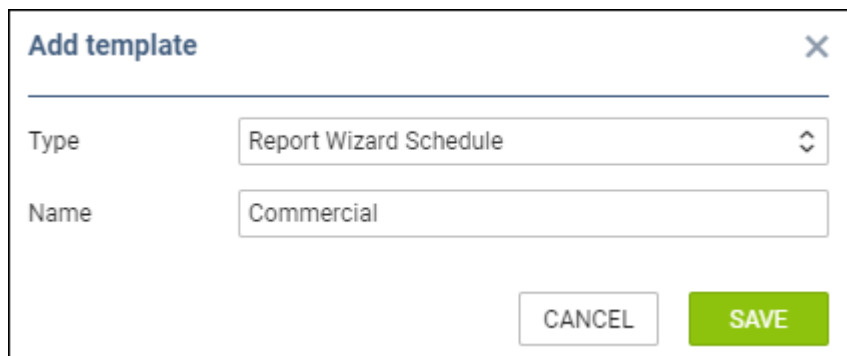 Add template
Type
Report Wizard Schedule
Name
Commercial
CANCEL
SAVE